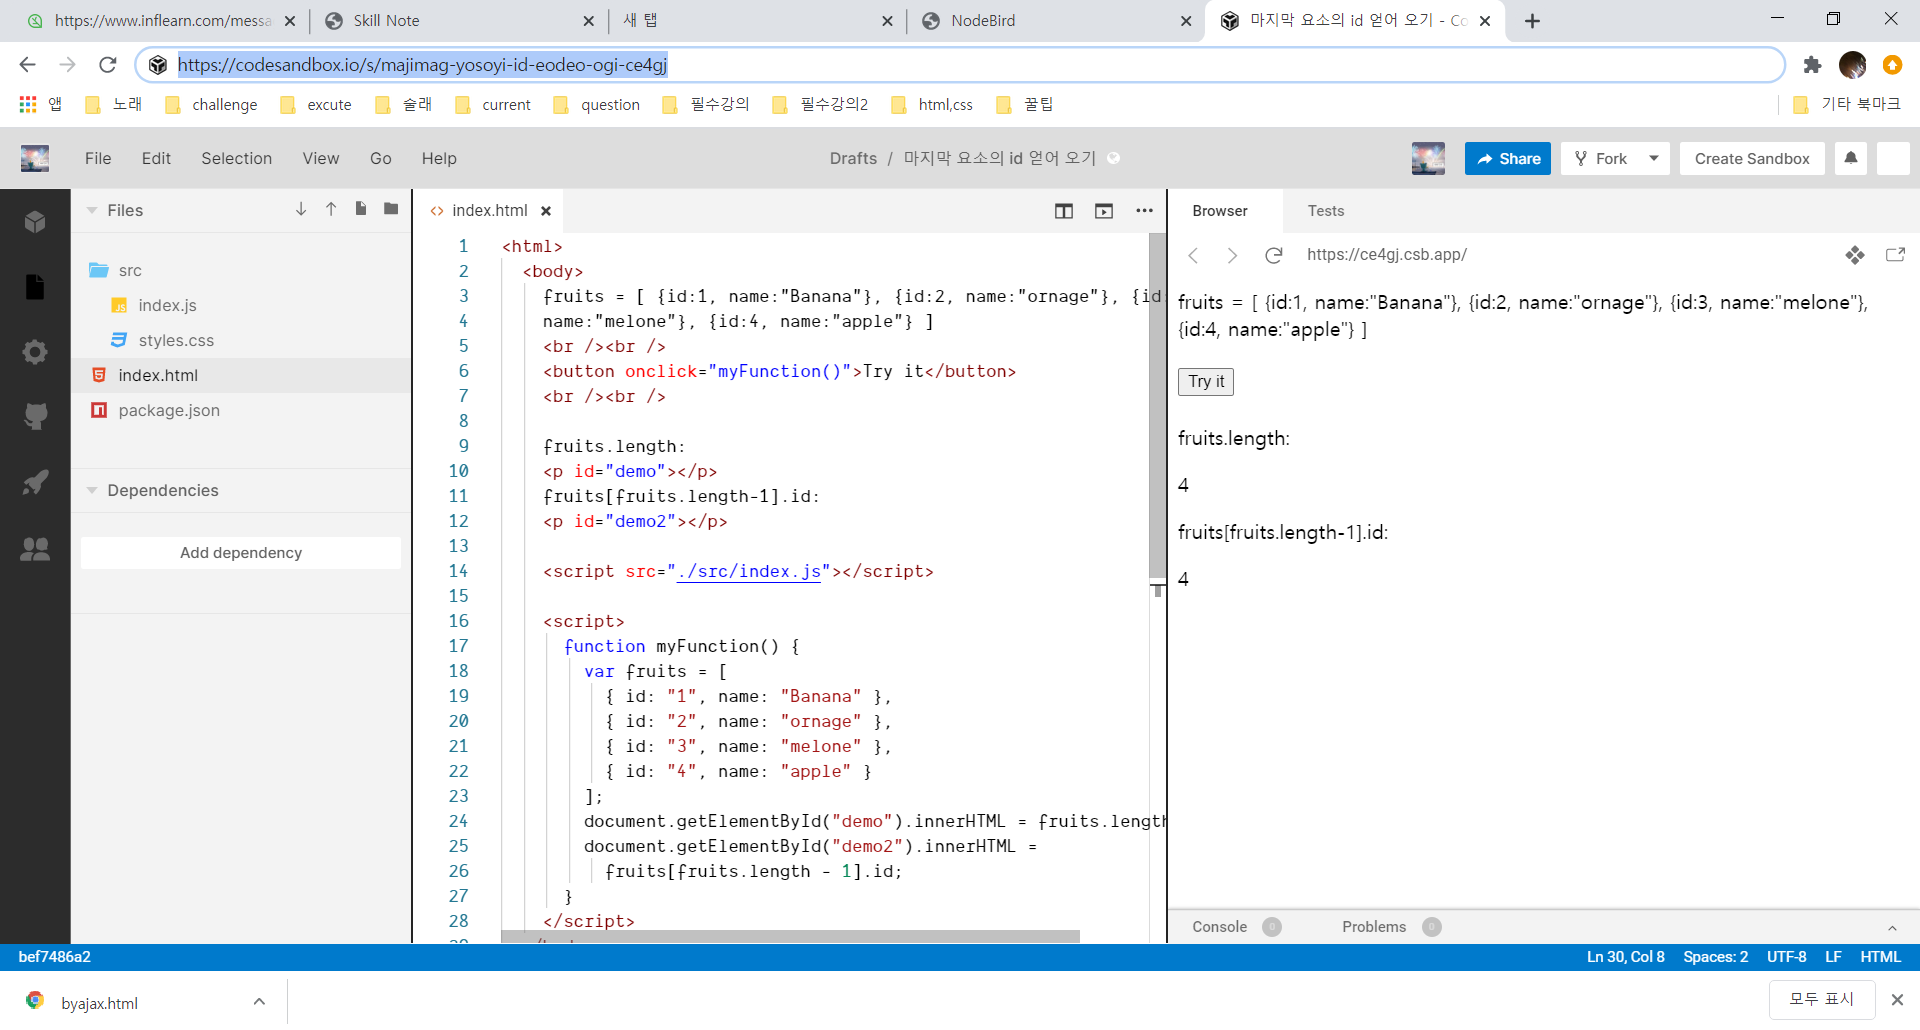 https://www.inflearn.com/messa
Skill Note
새 탭
NodeBird
마지막 요소의 id 얻어 오기 - Co
https://codesandbox.io/s/majimag-yosoyi-id-eodeo-ogi-ce4gj
앱 노래 challenge excute 술래 current question 필수강의 필수강의2 html,css 꿀팁 기타 북마크
File Edit Selection View Go Help
Drafts / 마지막 요소의 id 얻어 오기
Share Fork Create Sandbox
Files
src
index.js
styles.css
index.html
package.json
Dependencies
Add dependency
index.html
1 <html>
2 <body>
3 fruits = [ {id:1, name:"Banana"}, {id:2, name:"ornage"}, {id:
4 name:"melone"}, {id:4, name:"apple"} ]
5 <br /><br />
6 <button onclick="myFunction()">Try it</button>
7 <br /><br />
8
9 fruits.length:
10 <p id="demo"></p>
11 fruits[fruits.length-1].id:
12 <p id="demo2"></p>
13
14 <script src="./src/index.js"></script>
15
16 <script>
17 function myFunction() {
18 var fruits = [
19 { id: "1", name: "Banana" },
20 { id: "2", name: "ornage" },
21 { id: "3", name: "melone" },
22 { id: "4", name: "apple" }
23 ];
24 document.getElementById("demo").innerHTML = fruits.length
25 document.getElementById("demo2").innerHTML =
26 fruits[fruits.length - 1].id;
27 }
28 </script>
Browser Tests
https://ce4gj.csb.app/
fruits = [ {id:1, name:"Banana"}, {id:2, name:"ornage"}, {id:3, name:"melone"},
{id:4, name:"apple"} ]
Try it
fruits.length:
4
fruits[fruits.length-1].id:
4
Console 0 Problems 0
bef7486a2
Ln 30, Col 8 Spaces: 2 UTF-8 LF HTML
byajax.html
모두 표시